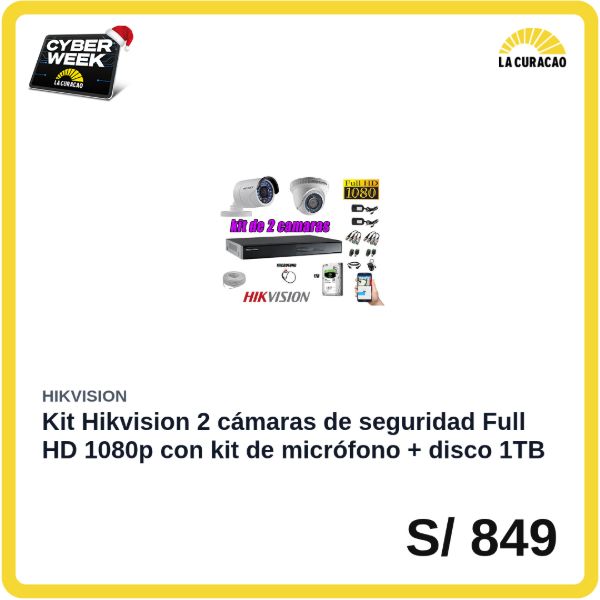 CYBER
WEEK
LA CURACAO
LA CURACAO
Full HD
1080
kit de 2 camaras
HIKVISION
HIKVISION
Kit Hikvision 2 cámaras de seguridad Full
HD 1080p con kit de micrófono + disco 1TB
S/ 849